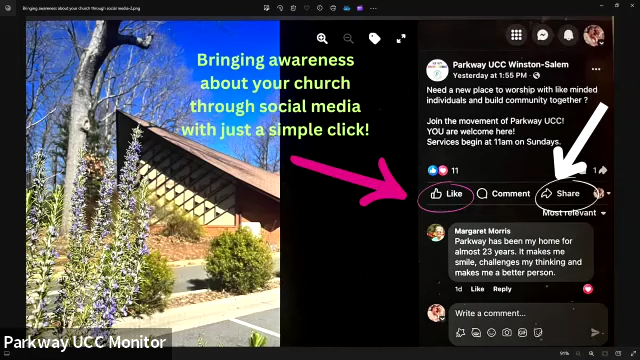 Bringing awareness about your church through social media-2.png
Bringing awareness
about your church
through social media
with just a simple click!
Parkway UCC Winston-Salem
Yesterday at 1:55 PM
Need a new place to worship with like minded
individuals and build community together ?
Join the movement of Parkway UCC!
YOU are welcome here!
Services begin at 11am on Sundays.
11
1
Like
Comment
Share
Most relevant
Margaret Morris
Parkway has been my home for
almost 23 years. It makes me
smile, challenges my thinking and
makes me a better person.
1d Like Reply
Write a comment...
GIF
Parkway UCC Monitor